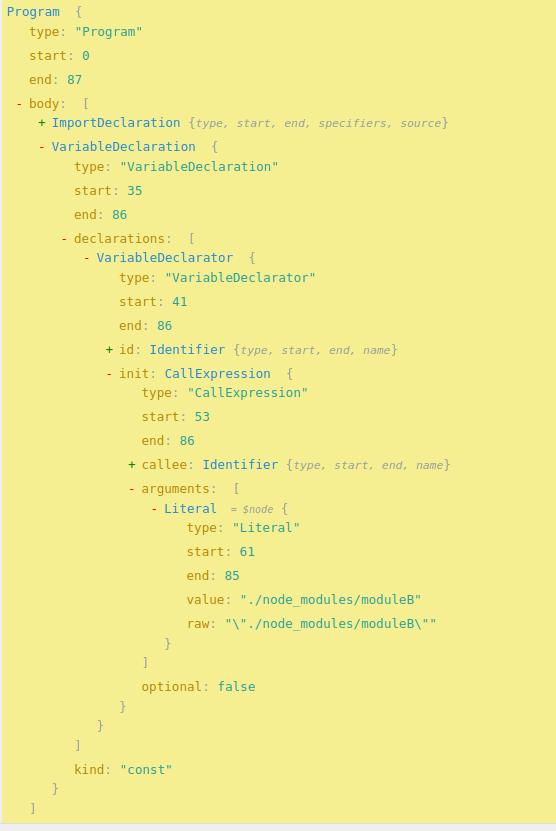 Program {
type: "Program"
start: 0
end: 87
- body: [
+ ImportDeclaration {type, start, end, specifiers, source}
- VariableDeclaration {
type: "VariableDeclaration"
start: 35
end: 86
- declarations: [
- VariableDeclarator {
type: "VariableDeclarator"
start: 41
end: 86
+ id: Identifier {type, start, end, name}
- init: CallExpression {
type: "CallExpression"
start: 53
end: 86
+ callee: Identifier {type, start, end, name}
- arguments: [
- Literal = $node {
type: "Literal"
start: 61
end: 85
value: "./node_modules/moduleB"
raw: "\"./node_modules/moduleB\""
}
]
optional: false
}
}
]
kind: "const"
}
]